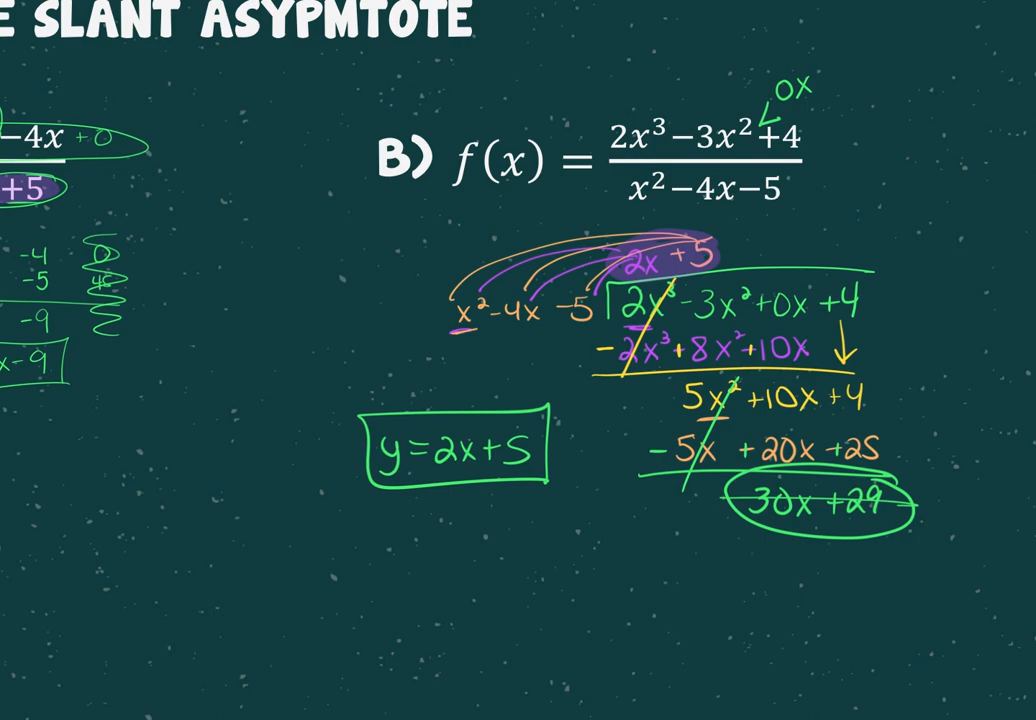 E SLANT ASYPMTOTE
−4x +0
+5
-4 0
-5 45
-9
x-9
0x
B) f(x) = 2x³−3x²+4
x²−4x−5
2x +5
x²-4x -5 2x³-3x²+0x +4
- 2x³+8x²+10x
5x²+10x+4
y=2x+5
- 5x +20x +25
30x+29